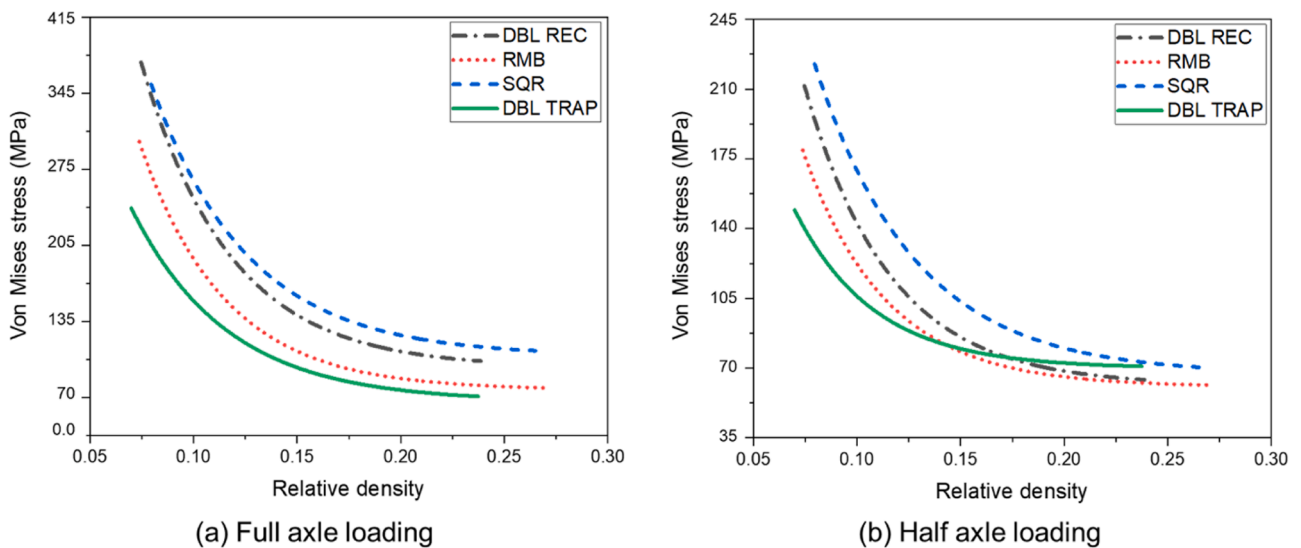 415
345
275
205
135
70
0.0
Von Mises stress (MPa)
DBL REC
RMB
SQR
DBL TRAP
0.05 0.10 0.15 0.20 0.25 0.30
Relative density
(a) Full axle loading
245
210
175
140
105
70
35
Von Mises stress (MPa)
DBL REC
RMB
SQR
DBL TRAP
0.05 0.10 0.15 0.20 0.25 0.30
Relative density
(b) Half axle loading